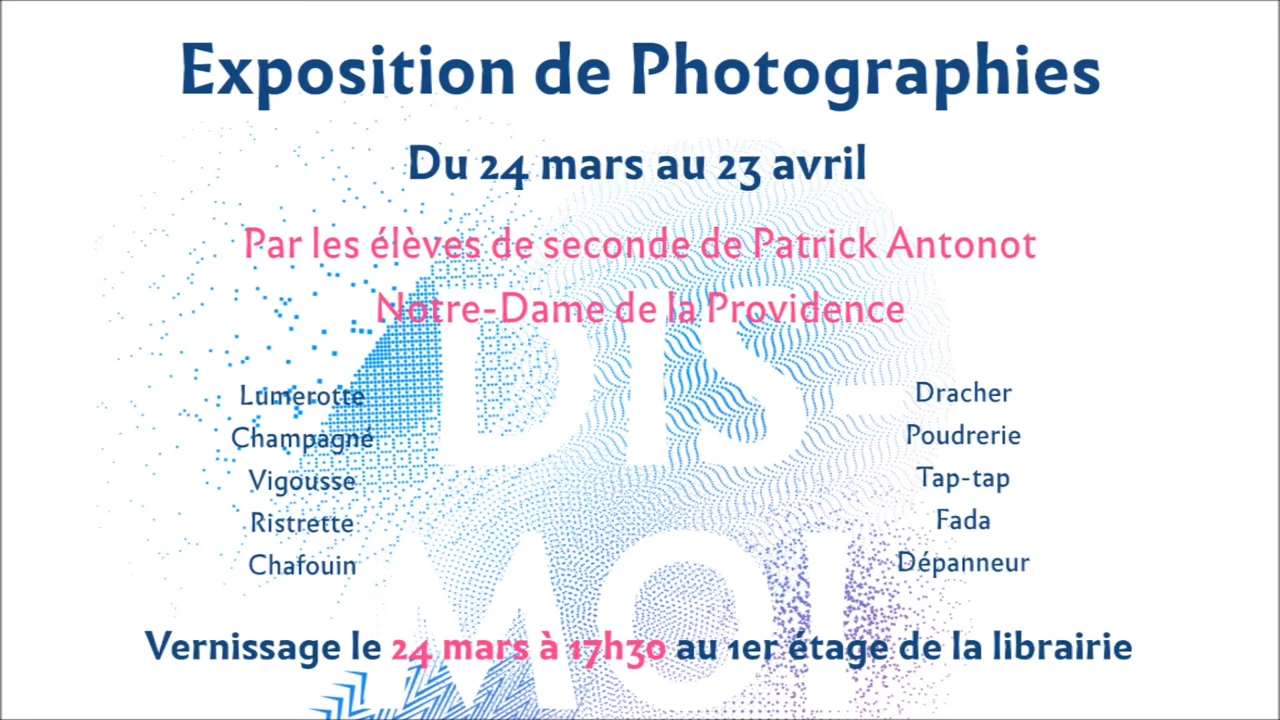 Exposition de Photographies
Du 24 mars au 23 avril
Par les élèves de seconde de Patrick Antonot
Notre-Dame de la Providence
DIS-
MOI
Lumerotte
Champagné
Vigousse
Ristrette
Chafouin
Dracher
Poudrerie
Tap-tap
Fada
Dépanneur
Vernissage le 24 mars à 17h30 au 1er étage de la librairie